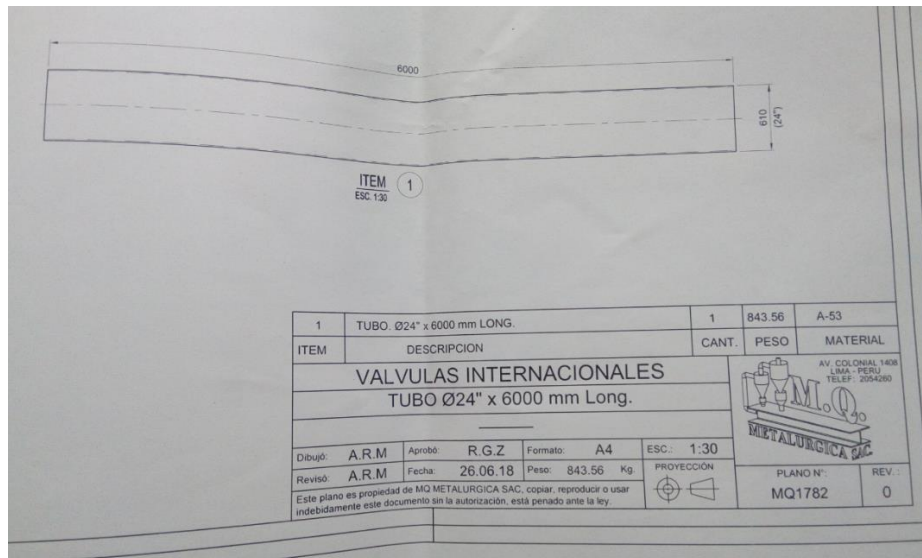 6000
610
(24")
ITEM 1
ESC. 1:30
1 TUBO. Ø24" x 6000 mm LONG. 1 843.56 A-53
ITEM DESCRIPCION CANT. PESO MATERIAL
VALVULAS INTERNACIONALES
TUBO Ø24" x 6000 mm Long.
AV. COLONIAL 1408
LIMA - PERU
TELEF: 2054260
M.Q.
METALURGICA SAC
Dibujó: A.R.M Aprobó: R.G.Z Formato: A4 ESC.: 1:30
Revisó: A.R.M Fecha: 26.06.18 Peso: 843.56 Kg. PROYECCIÓN
Este plano es propiedad de MQ METALURGICA SAC, copiar, reproducir o usar
indebidamente este documento sin la autorización, está penado ante la ley.
PLANO N°: REV.:
MQ1782 0